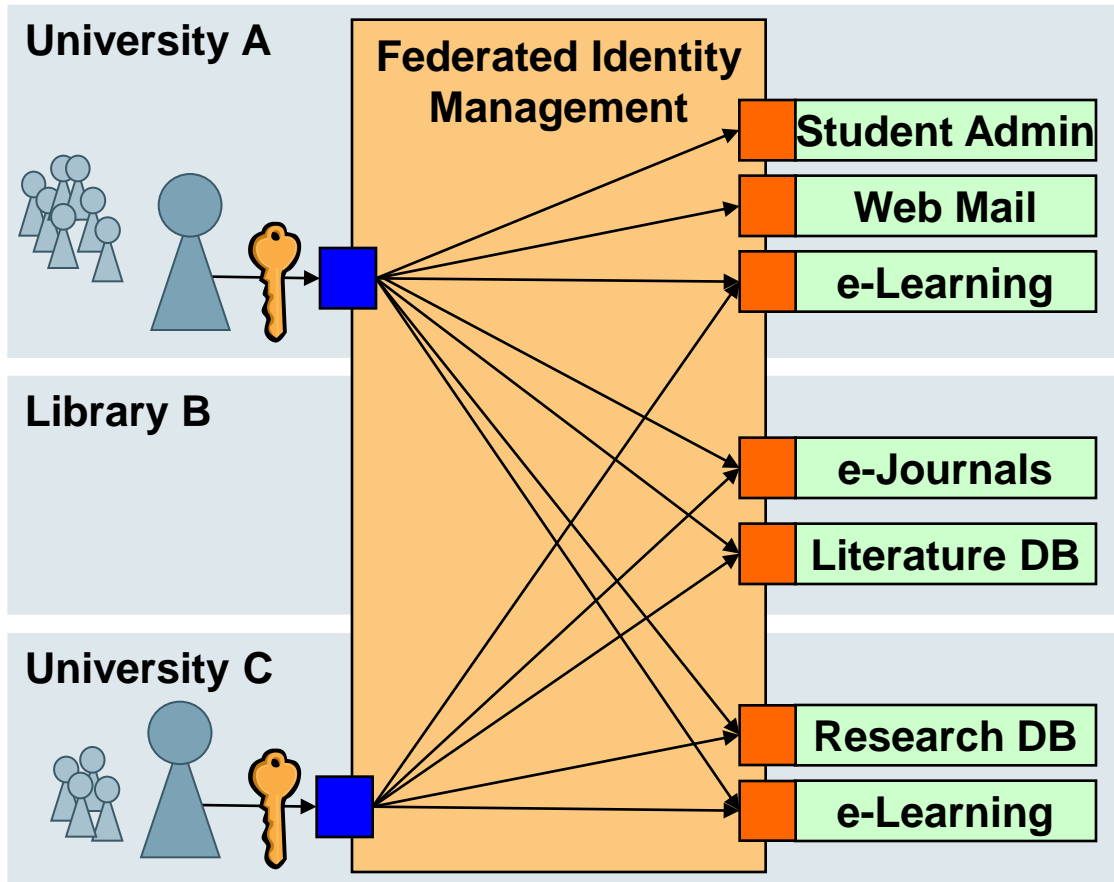 University A
Federated Identity
Management
Student Admin
Web Mail
e-Learning
Library B
e-Journals
Literature DB
University C
Research DB
e-Learning